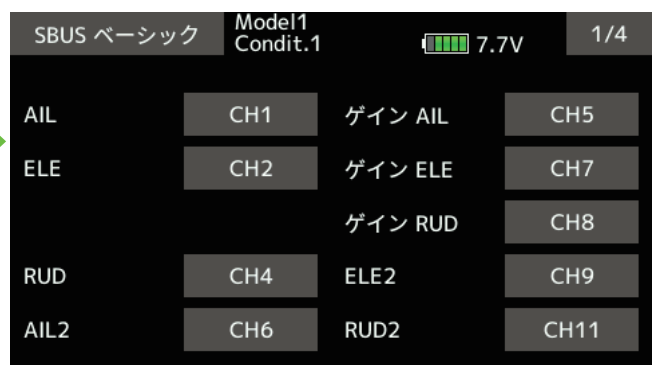 SBUS ベーシック Model1 Condit.1 7.7V 1/4
AIL CH1 ゲイン AIL CH5
ELE CH2 ゲイン ELE CH7
ゲイン RUD CH8
RUD CH4 ELE2 CH9
AIL2 CH6 RUD2 CH11